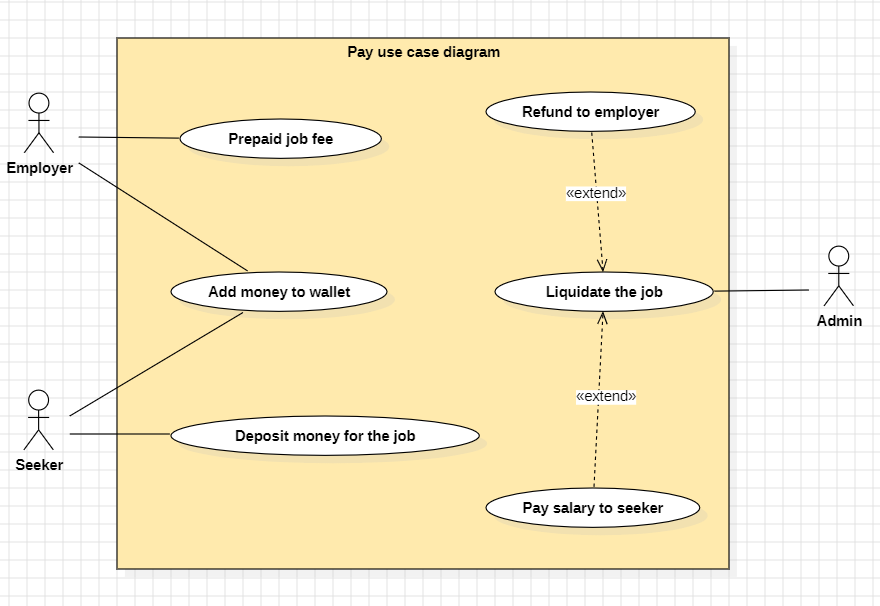 Pay use case diagram
Refund to employer
Prepaid job fee
Employer
«extend»
Add money to wallet
Liquidate the job
Admin
«extend»
Deposit money for the job
Seeker
Pay salary to seeker